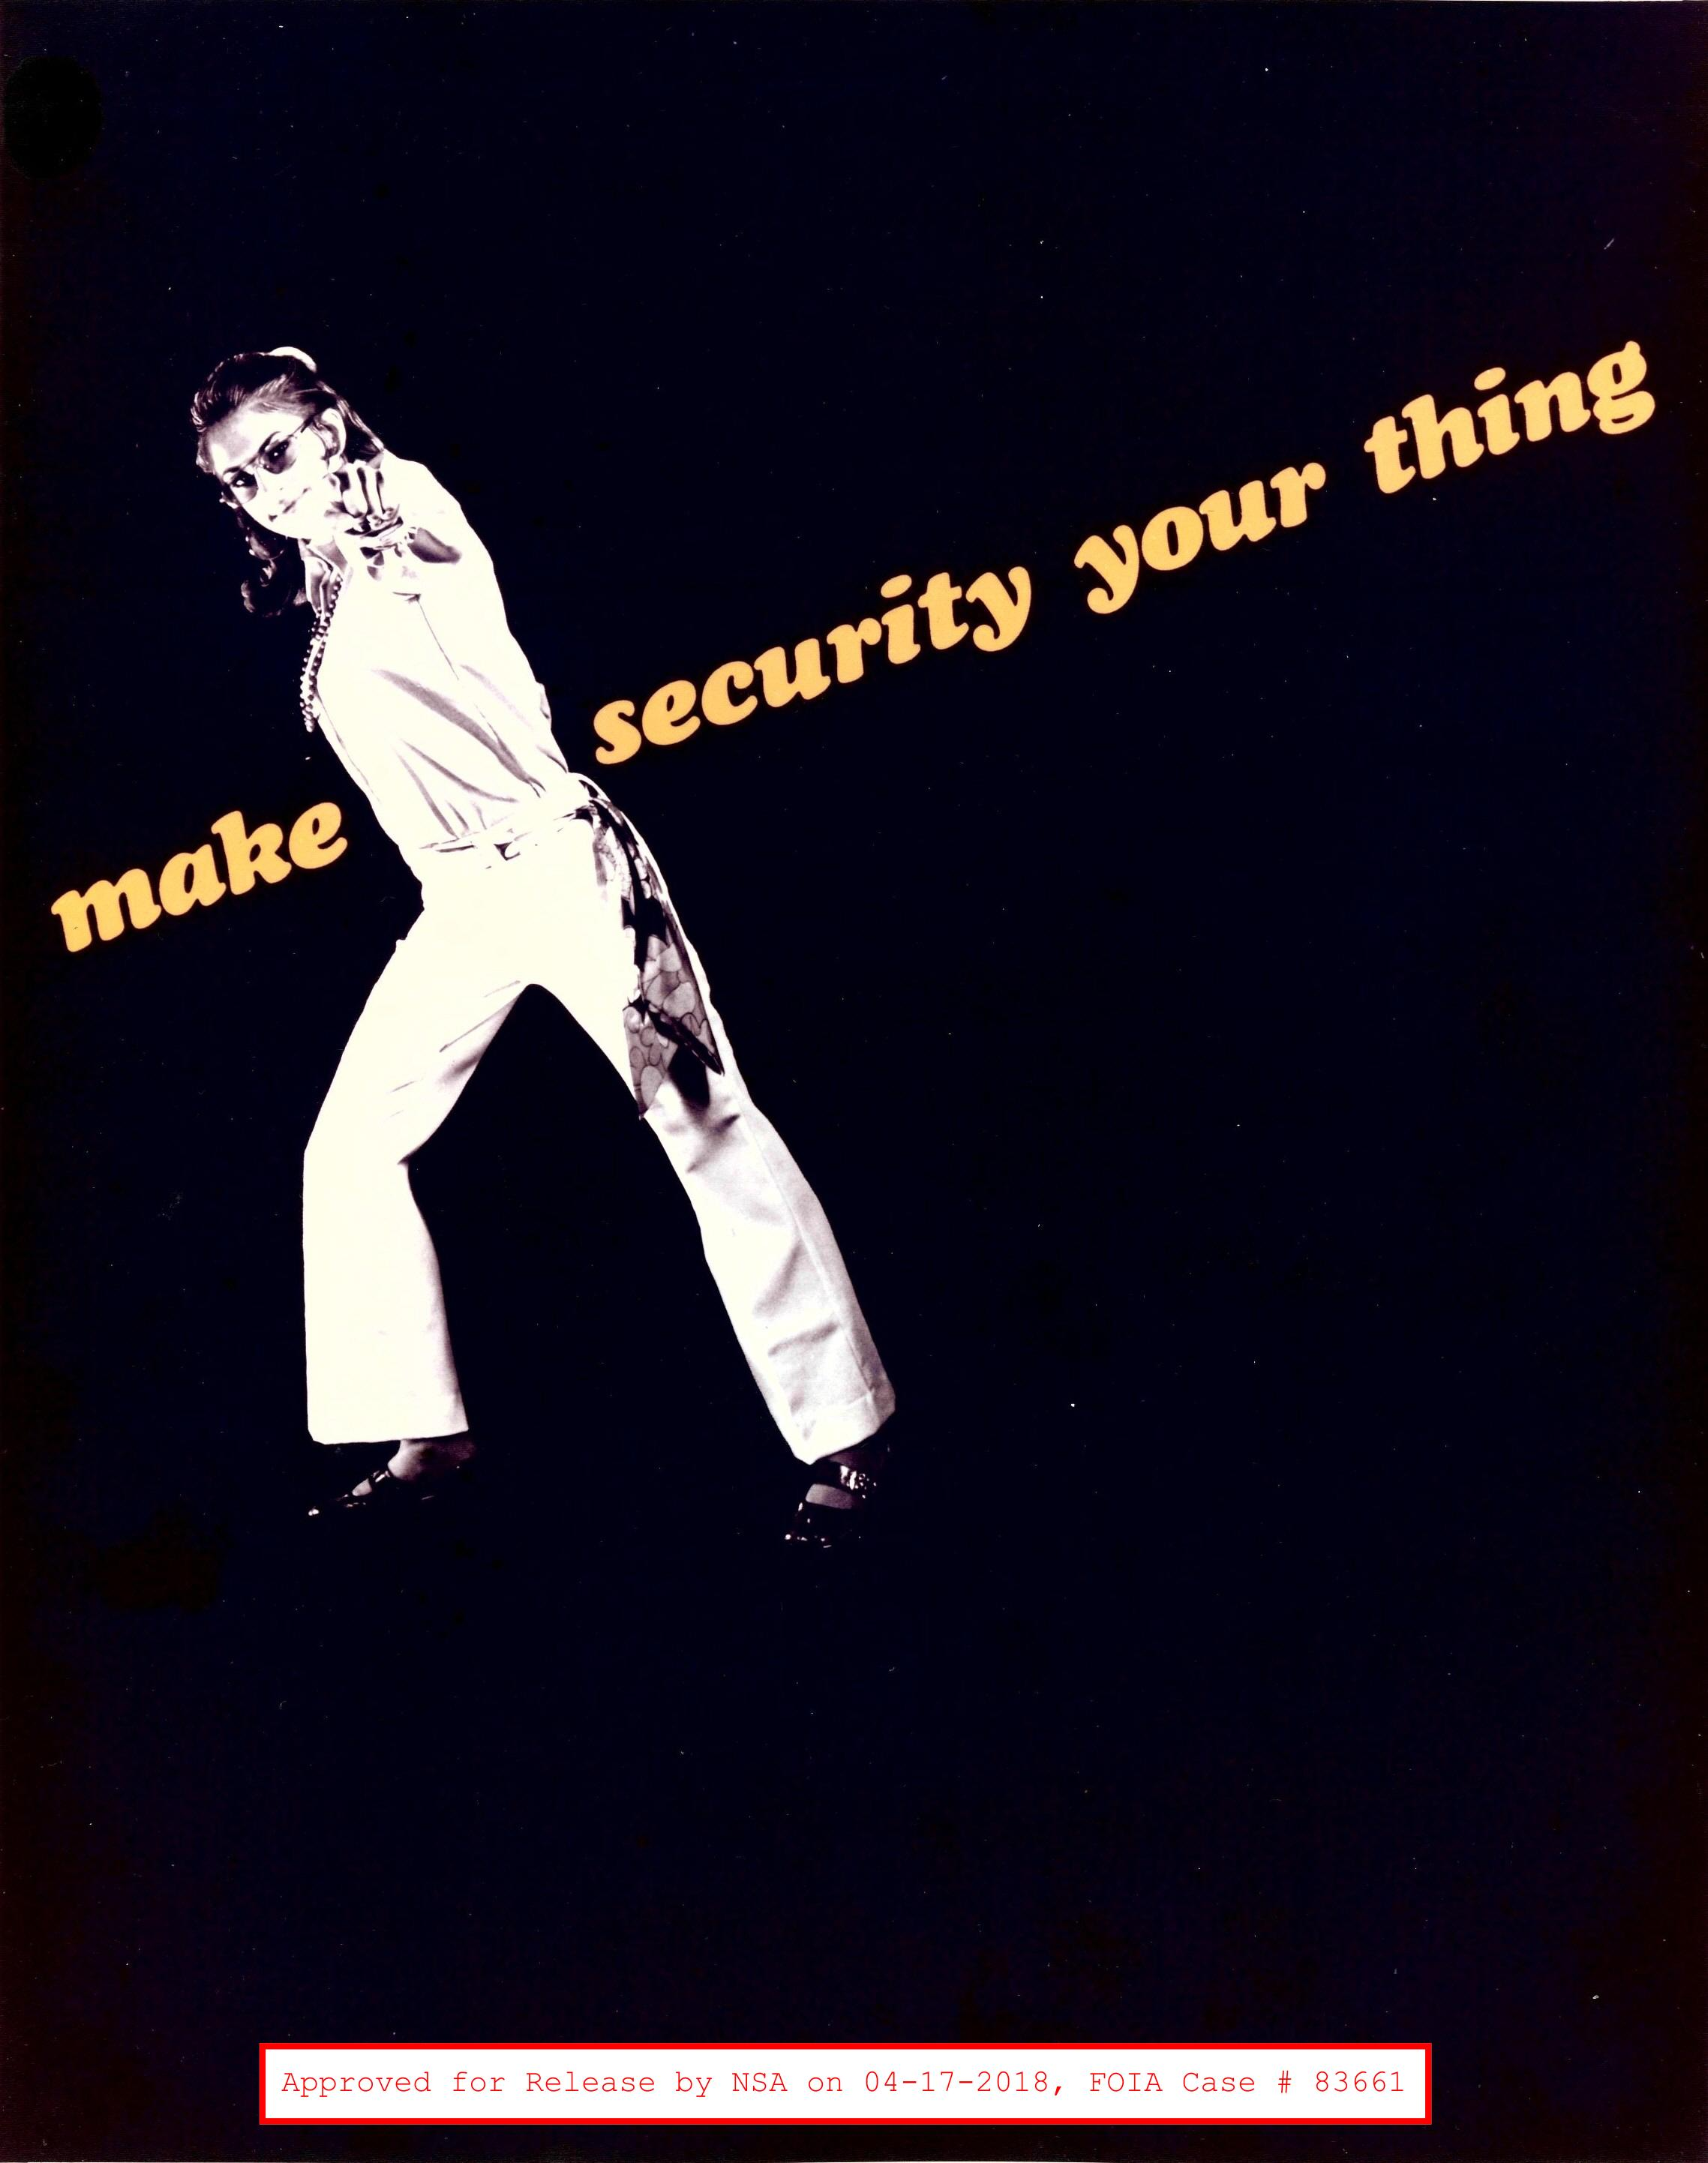 make security your thing
Approved for Release by NSA on 04-17-2018, FOIA Case # 83661